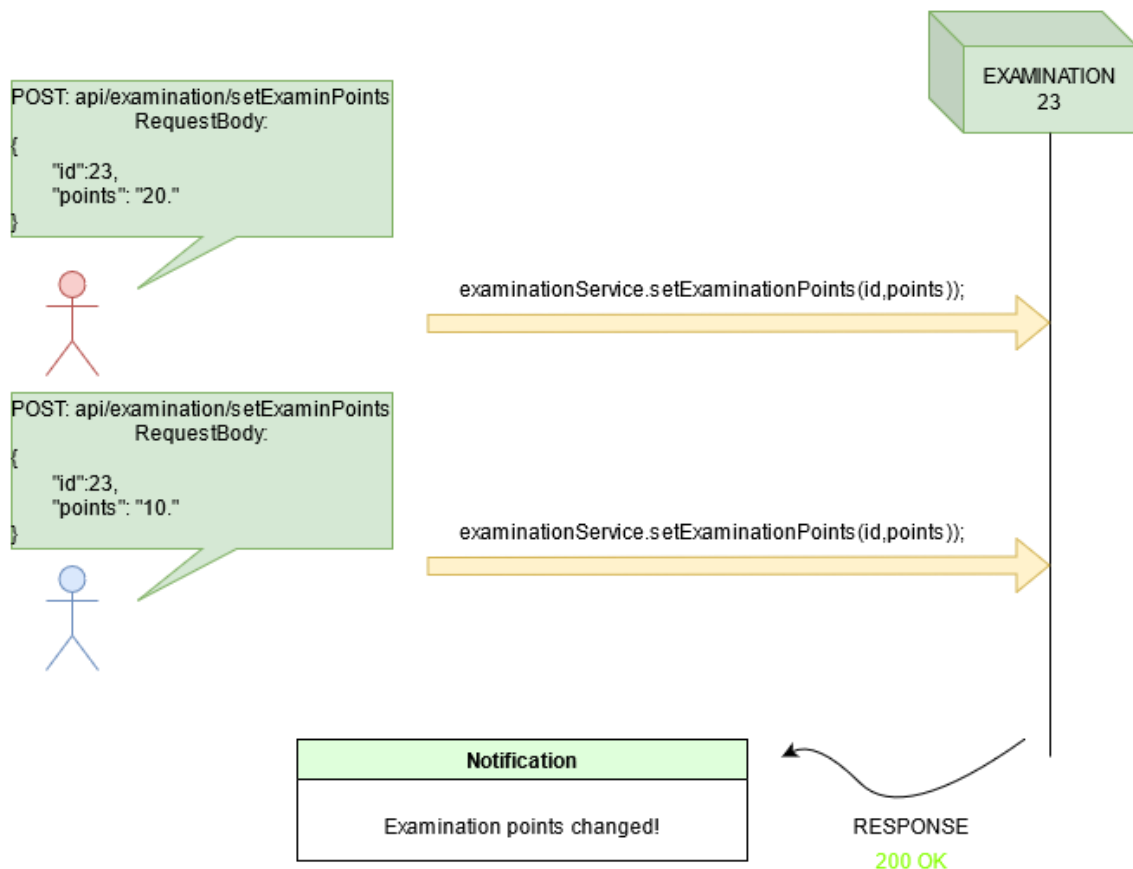 EXAMINATION
23
POST: api/examination/setExaminPoints
RequestBody:
{
"id":23,
"points": "20."
}
examinationService.setExaminationPoints(id,points));
POST: api/examination/setExaminPoints
RequestBody:
{
"id":23,
"points": "10."
}
examinationService.setExaminationPoints(id,points));
Notification
Examination points changed!
RESPONSE
200 OK